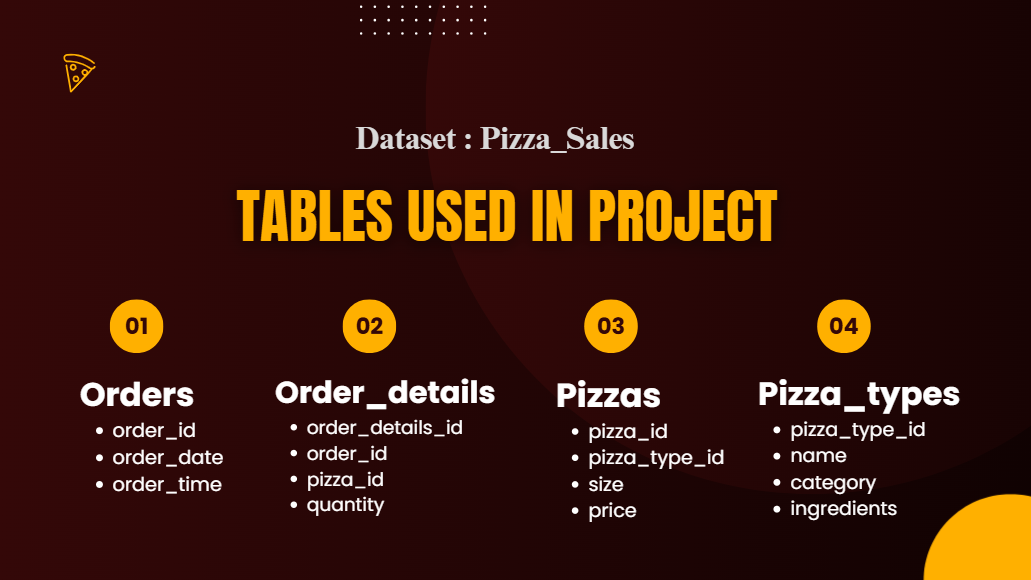 Dataset : Pizza_Sales
TABLES USED IN PROJECT
01
Orders
• order_id
• order_date
• order_time
02
Order_details
• order_details_id
• order_id
• pizza_id
• quantity
03
Pizzas
• pizza_id
• pizza_type_id
• size
• price
04
Pizza_types
• pizza_type_id
• name
• category
• ingredients